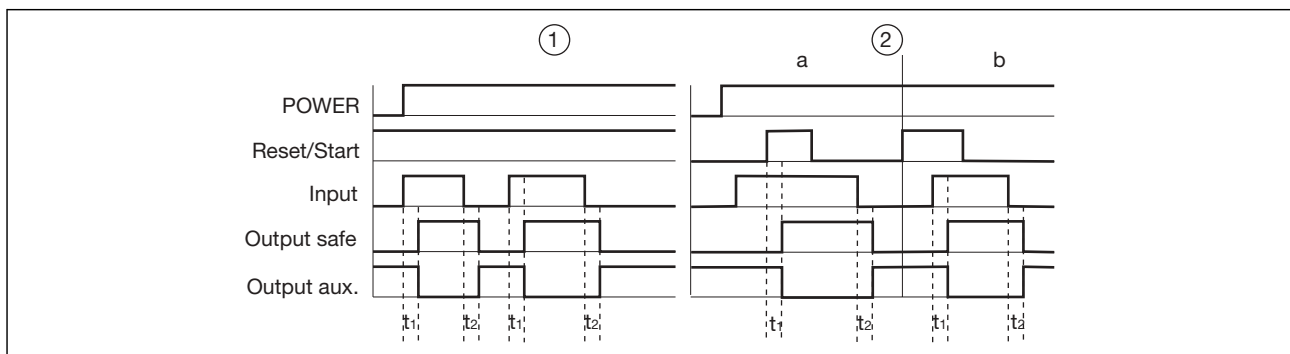 ① ②
a b
POWER
Reset/Start
Input
Output safe
Output aux.
t1 t2 t1 t2 t1 t2 t1 t2